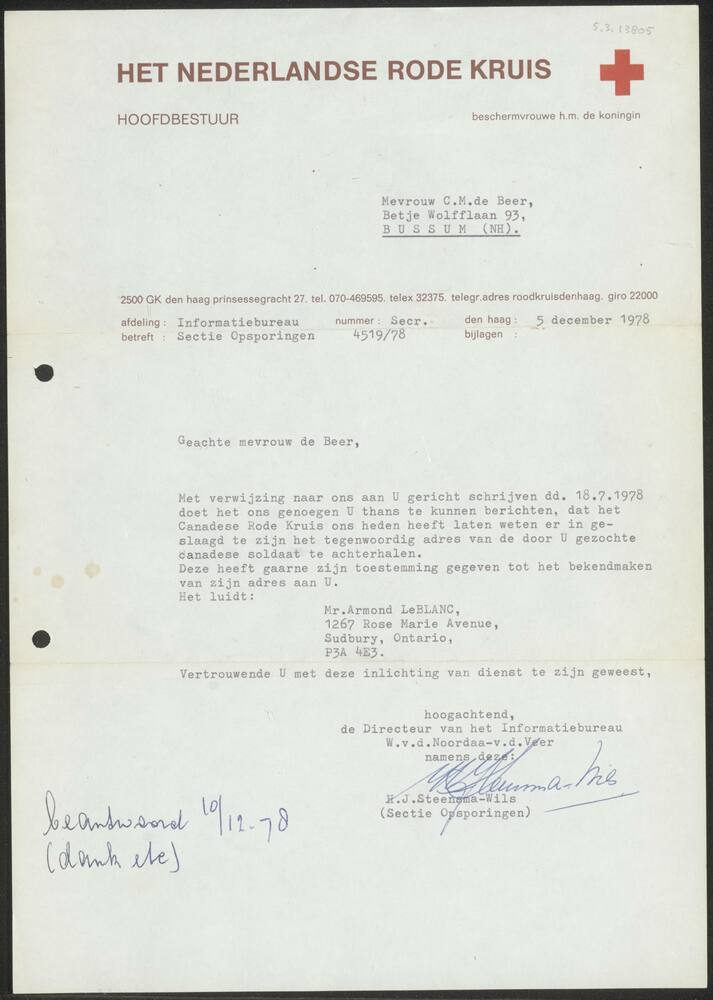 5.3.13805
HET NEDERLANDSE RODE KRUIS
HOOFDBESTUUR
beschermvrouwe h.m. de koningin
Mevrouw C.M.de Beer,
Betje Wolfflaan 93,
B U S S U M (NH).
2500 GK den haag prinsessegracht 27. tel. 070-469595. telex 32375. telegr.adres roodkruisdenhaag. giro 22000
afdeling : Informatiebureau nummer : Secr. den haag : 5 december 1978
betreft : Sectie Opsporingen 4519/78 bijlagen :
Geachte mevrouw de Beer,
Met verwijzing naar ons aan U gericht schrijven dd. 18.7.1978
doet het ons genoegen U thans te kunnen berichten, dat het
Canadese Rode Kruis ons heden heeft laten weten er in ge-
slaagd te zijn het tegenwoordig adres van de door U gezochte
canadese soldaat te achterhalen.
Deze heeft gaarne zijn toestemming gegeven tot het bekendmaken
van zijn adres aan U.
Het luidt:
Mr.Armond LeBLANC,
1267 Rose Marie Avenue,
Sudbury, Ontario,
P3A 4E3.
Vertrouwende U met deze inlichting van dienst te zijn geweest,
hoogachtend,
de Directeur van het Informatiebureau
W.v.d.Noordaa-v.d.Veer
namens deze:
H.J.Steensma-Wils
(Sectie Opsporingen)
beantwoord 10/12-78
(dank etc)